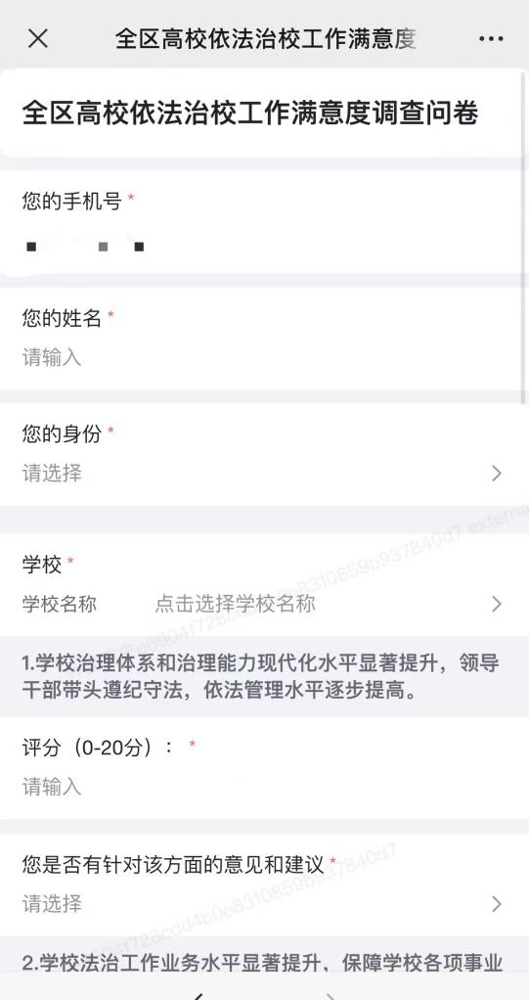 全区高校依法治校工作满意度
全区高校依法治校工作满意度调查问卷
您的手机号 *
您的姓名 *
请输入
您的身份 *
请选择
学校 *
学校名称 点击选择学校名称
1.学校治理体系和治理能力现代化水平显著提升，领导
干部带头遵纪守法，依法管理水平逐步提高。
评分（0-20分）： *
请输入
您是否有针对该方面的意见和建议 *
请选择
2.学校法治工作业务水平显著提升，保障学校各项事业